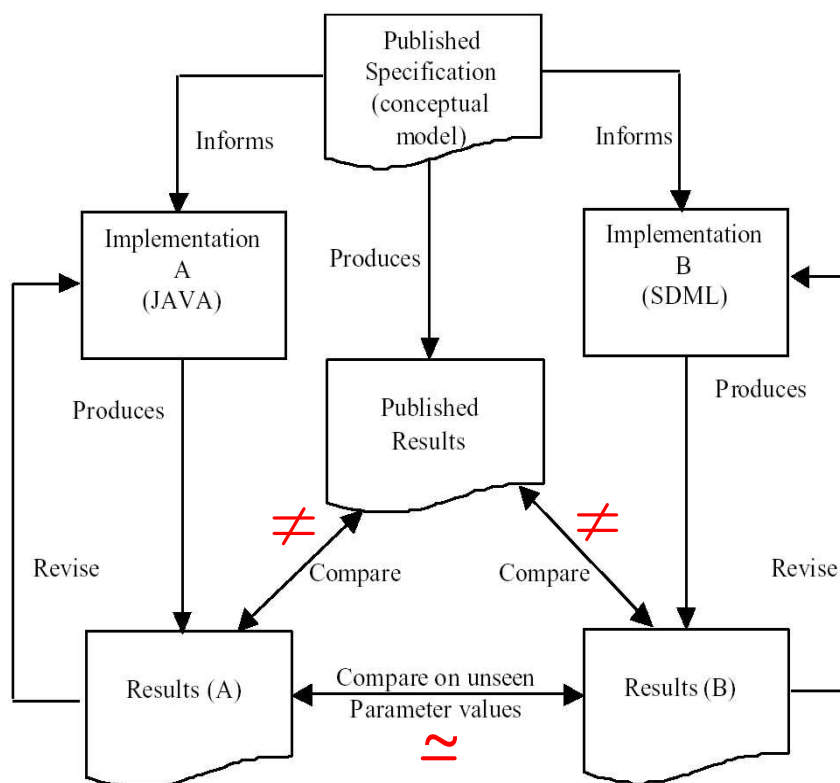 Published
Specification
(conceptual
model)
Informs
Informs
Implementation
A
(JAVA)
Implementation
B
(SDML)
Produces
Produces
Produces
Published
Results
≠
≠
Revise
Compare
Compare
Revise
Results (A)
Compare on unseen
Parameter values
Results (B)
≃